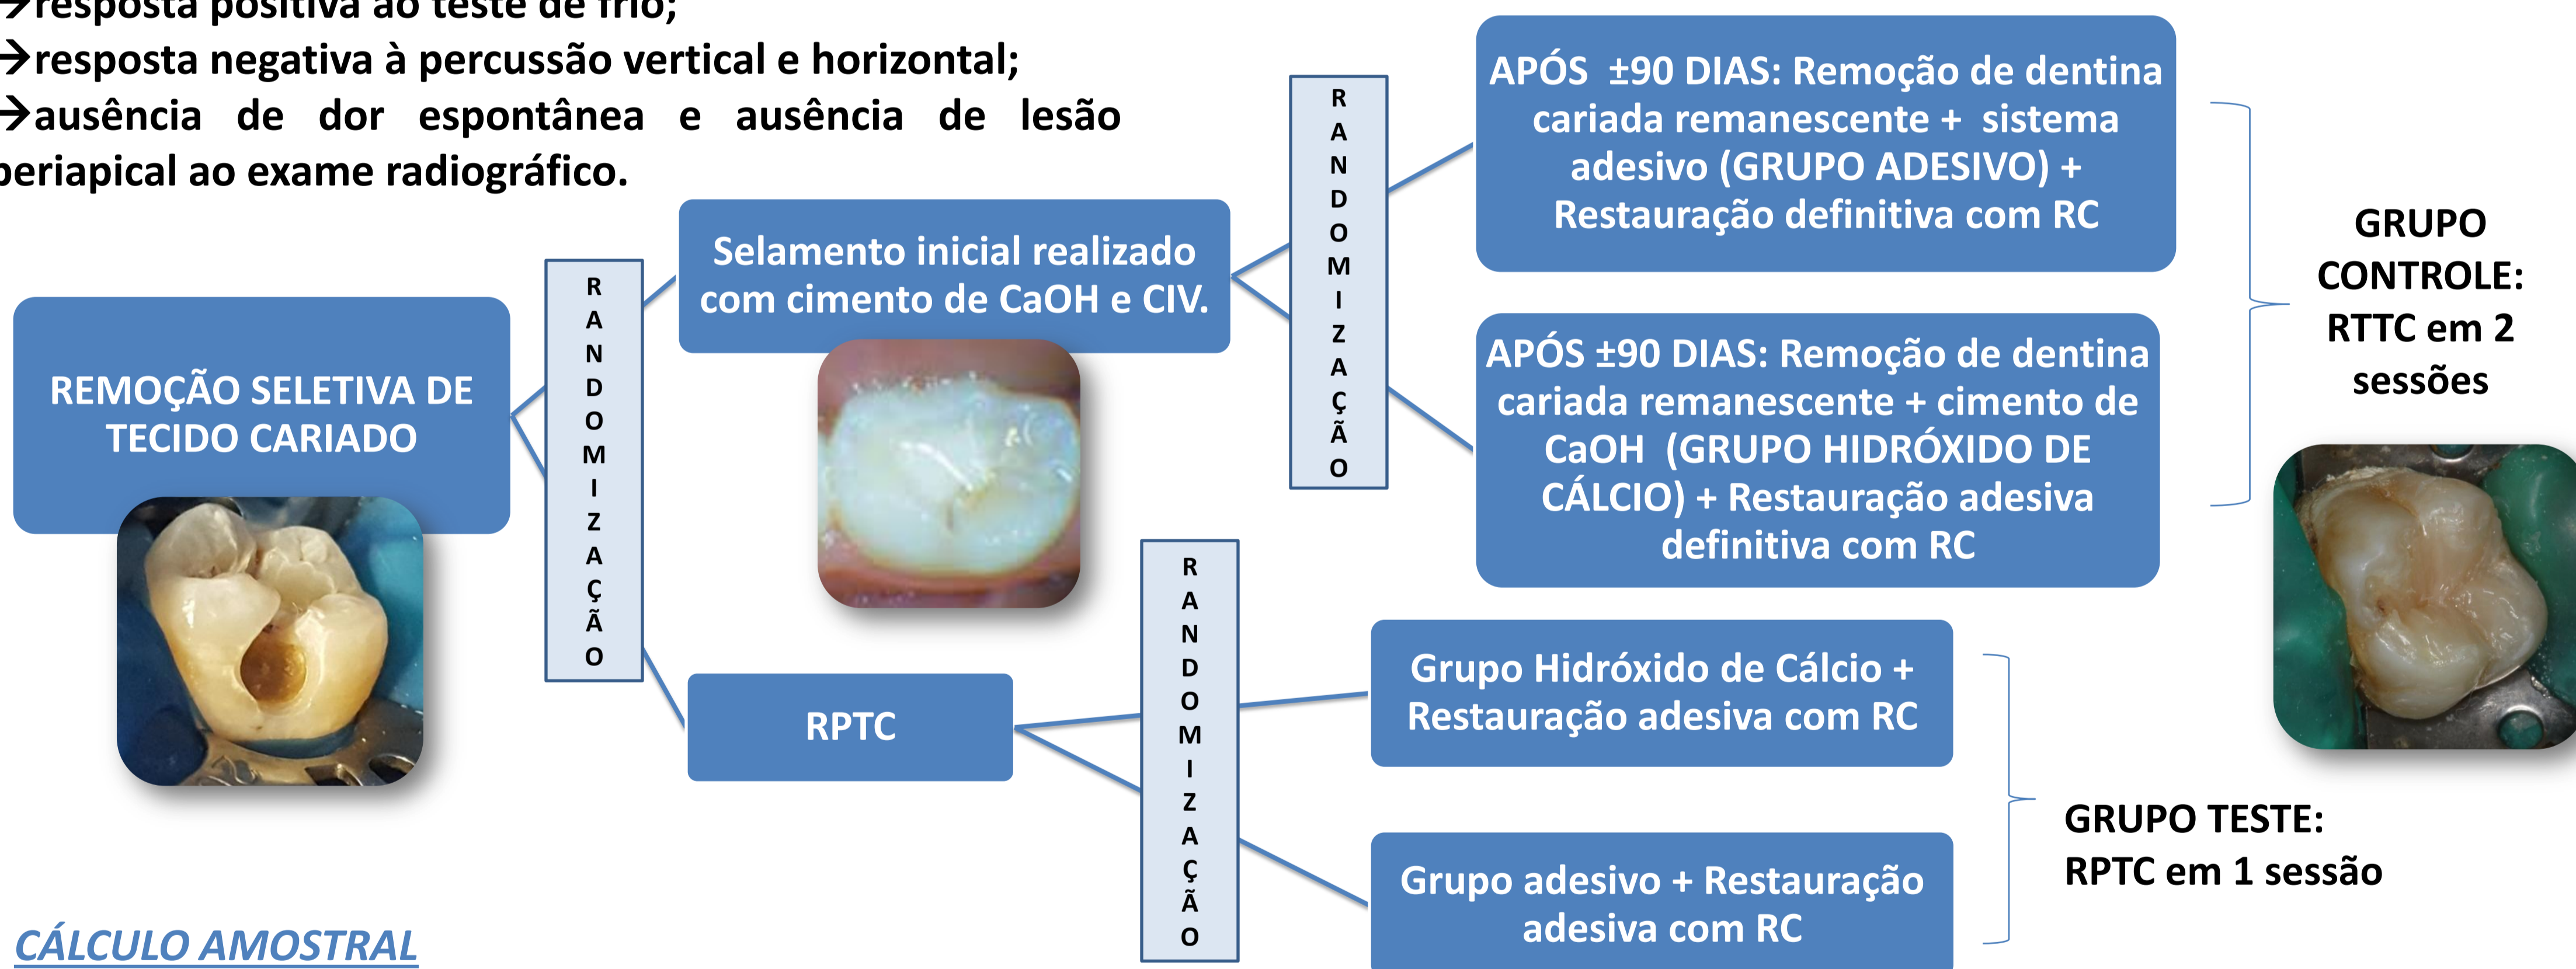 →resposta positiva ao teste de frio;
→resposta negativa à percussão vertical e horizontal;
→ausência de dor espontânea e ausência de lesão
periapical ao exame radiográfico.
REMOÇÃO SELETIVA DE
TECIDO CARIADO
RANDOMIZAÇÃO
Selamento inicial realizado
com cimento de CaOH e CIV.
RANDOMIZAÇÃO
APÓS ±90 DIAS: Remoção de dentina
cariada remanescente + sistema
adesivo (GRUPO ADESIVO) +
Restauração definitiva com RC
APÓS ±90 DIAS: Remoção de dentina
cariada remanescente + cimento de
CaOH (GRUPO HIDRÓXIDO DE
CÁLCIO) + Restauração adesiva
definitiva com RC
GRUPO
CONTROLE:
RTTC em 2
sessões
RPTC
RANDOMIZAÇÃO
Grupo Hidróxido de Cálcio +
Restauração adesiva com RC
Grupo adesivo + Restauração
adesiva com RC
GRUPO TESTE:
RPTC em 1 sessão
CÁLCULO AMOSTRAL